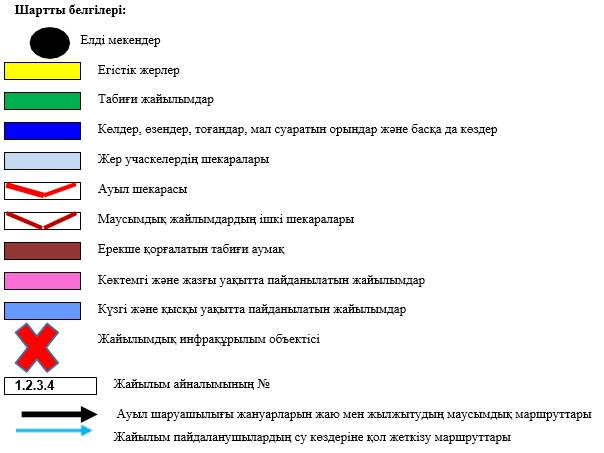 Шартты белгілері:
Елді мекендер
Егістік жерлер
Табиғи жайылымдар
Көлдер, өзендер, тоғандар, мал суаратын орындар және басқа да көздер
Жер учаскелердің шекаралары
Ауыл шекарасы
Маусымдық жайлымдардың ішкі шекаралары
Ерекше қорғалатын табиғи аумақ
Көктемгі және жазғы уақытта пайданылатын жайылымдар
Күзгі және қысқы уақытта пайданылатын жайылымдар
Жайылымдық инфрақұрылым объектісі
1.2.3.4 Жайылым айналымының №
Ауыл шаруашылығы жануарларын жаю мен жылжытудың маусымдық маршруттары
Жайылым пайдаланушылардың су көздеріне қол жеткізу маршруттары